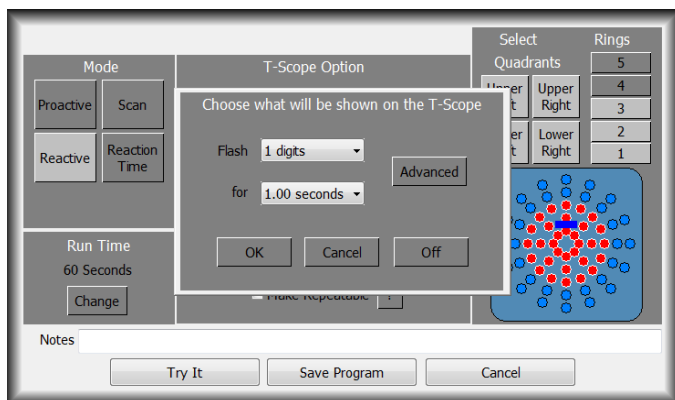 Mode
Proactive
Scan
Reactive
Reaction
Time
Run Time
60 Seconds
Change
T-Scope Option
Choose what will be shown on the T-Scope
Flash
1 digits
for
1.00 seconds
Advanced
OK
Cancel
Off
Make Repeatable
Select
Quadrants
Upper
Right
Lower
Right
Rings
5
4
3
2
1
Notes
Try It
Save Program
Cancel